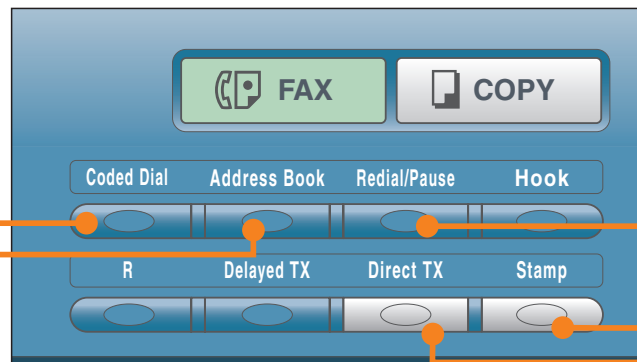 FAX COPY
Coded Dial Address Book Redial/Pause Hook
R Delayed TX Direct TX Stamp